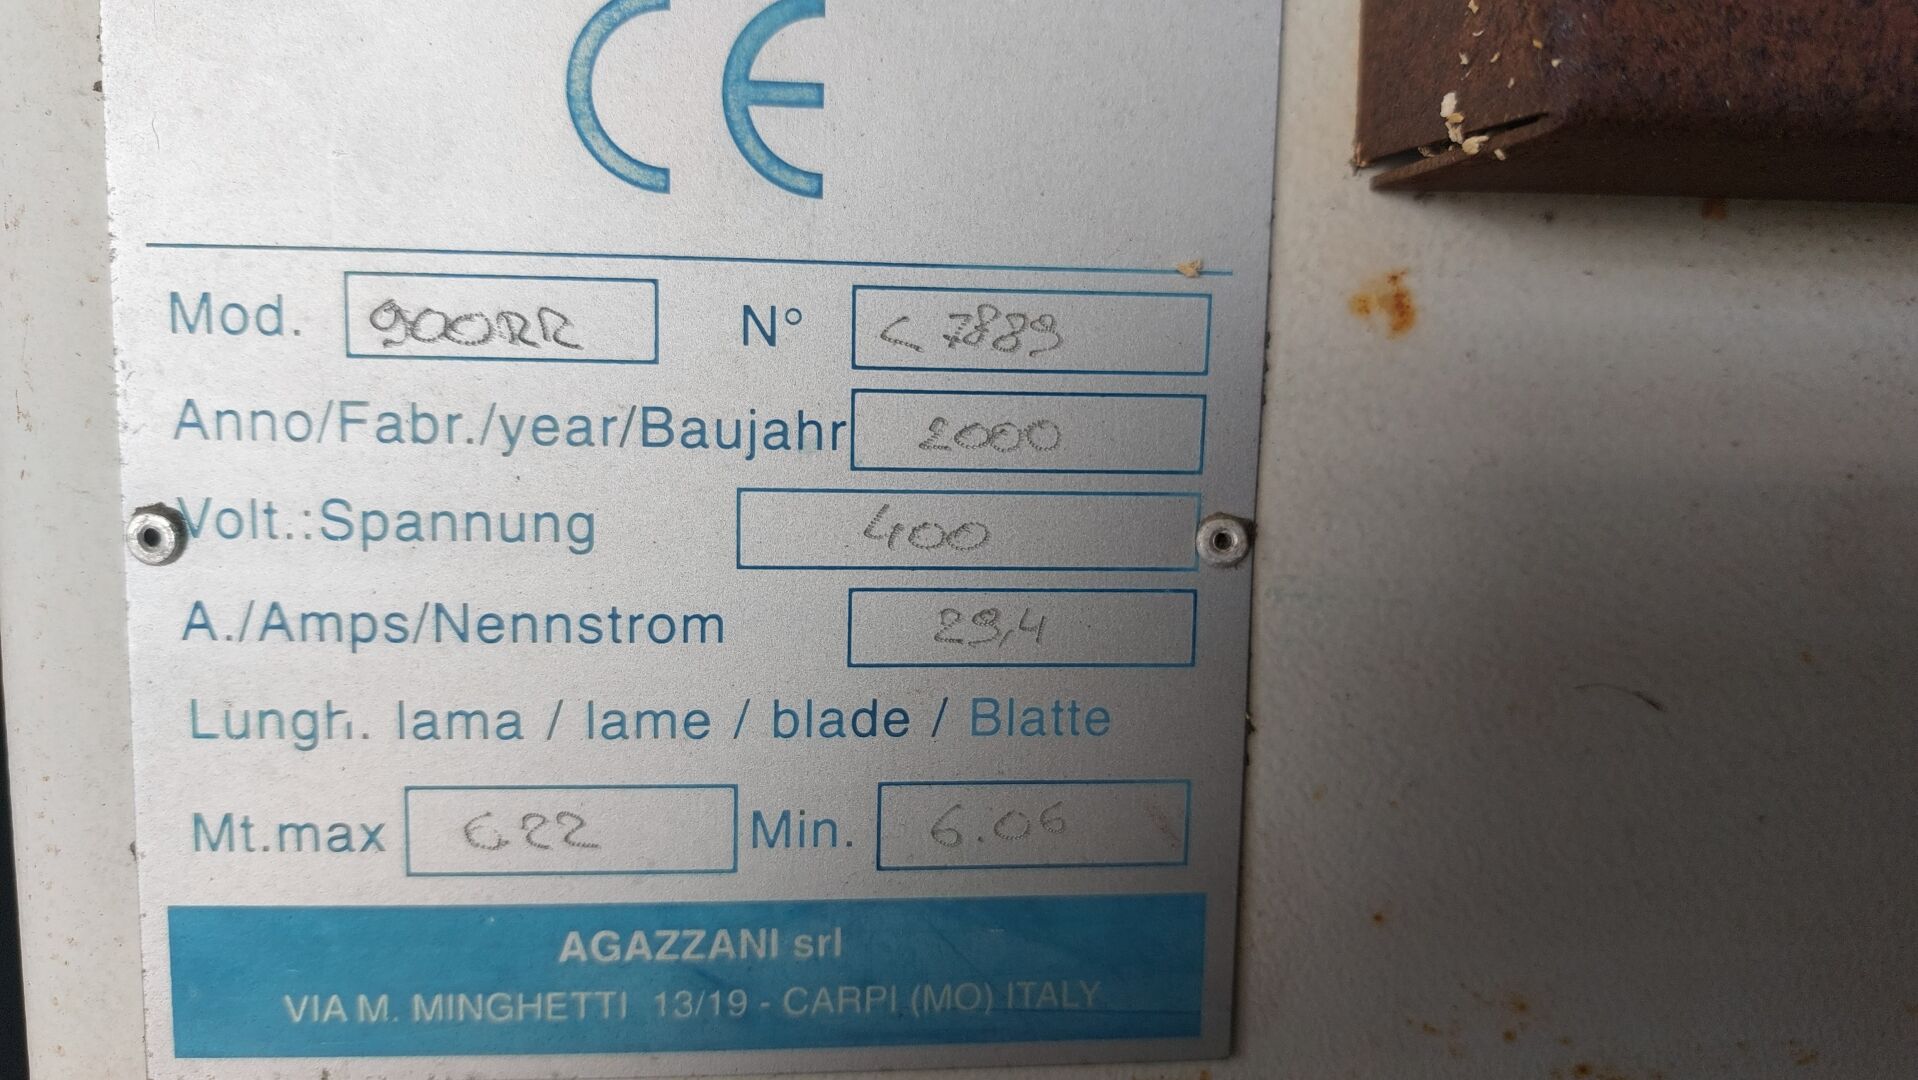 CE
Mod. 900RR N° C 7889
Anno/Fabr./year/Baujahr 2000
Volt.:Spannung 400
A./Amps/Nennstrom 29,4
Lungh. lama / lame / blade / Blatte
Mt.max 6.22 Min. 6.06
AGAZZANI srl
VIA M. MINGHETTI 13/19 - CARPI (MO) ITALY